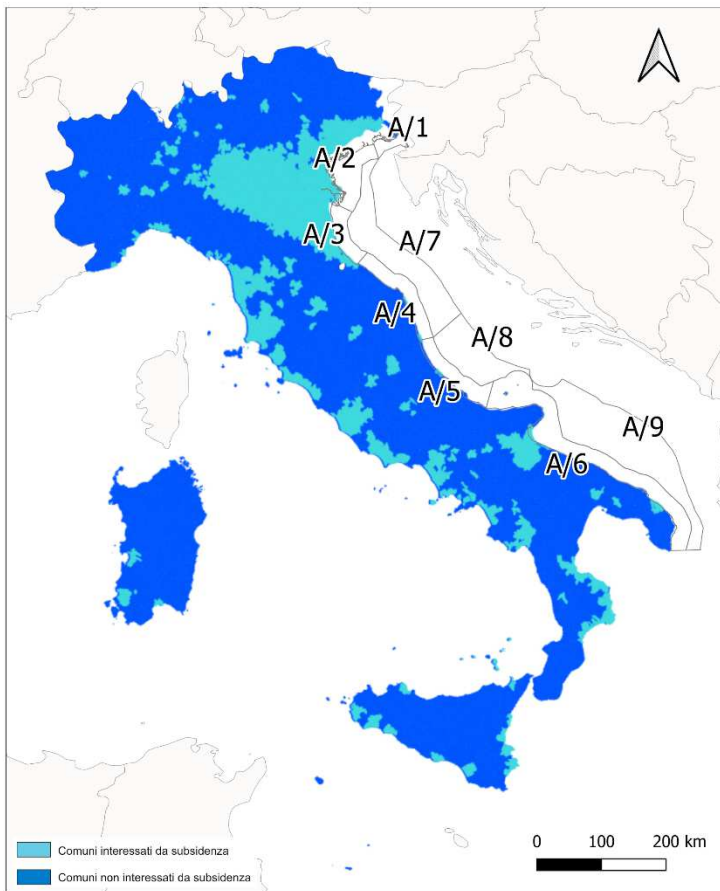 A/1
A/2
A/3
A/7
A/4
A/8
A/5
A/9
A/6
Comuni interessati da subsidenza
Comuni non interessati da subsidenza
0 100 200 km